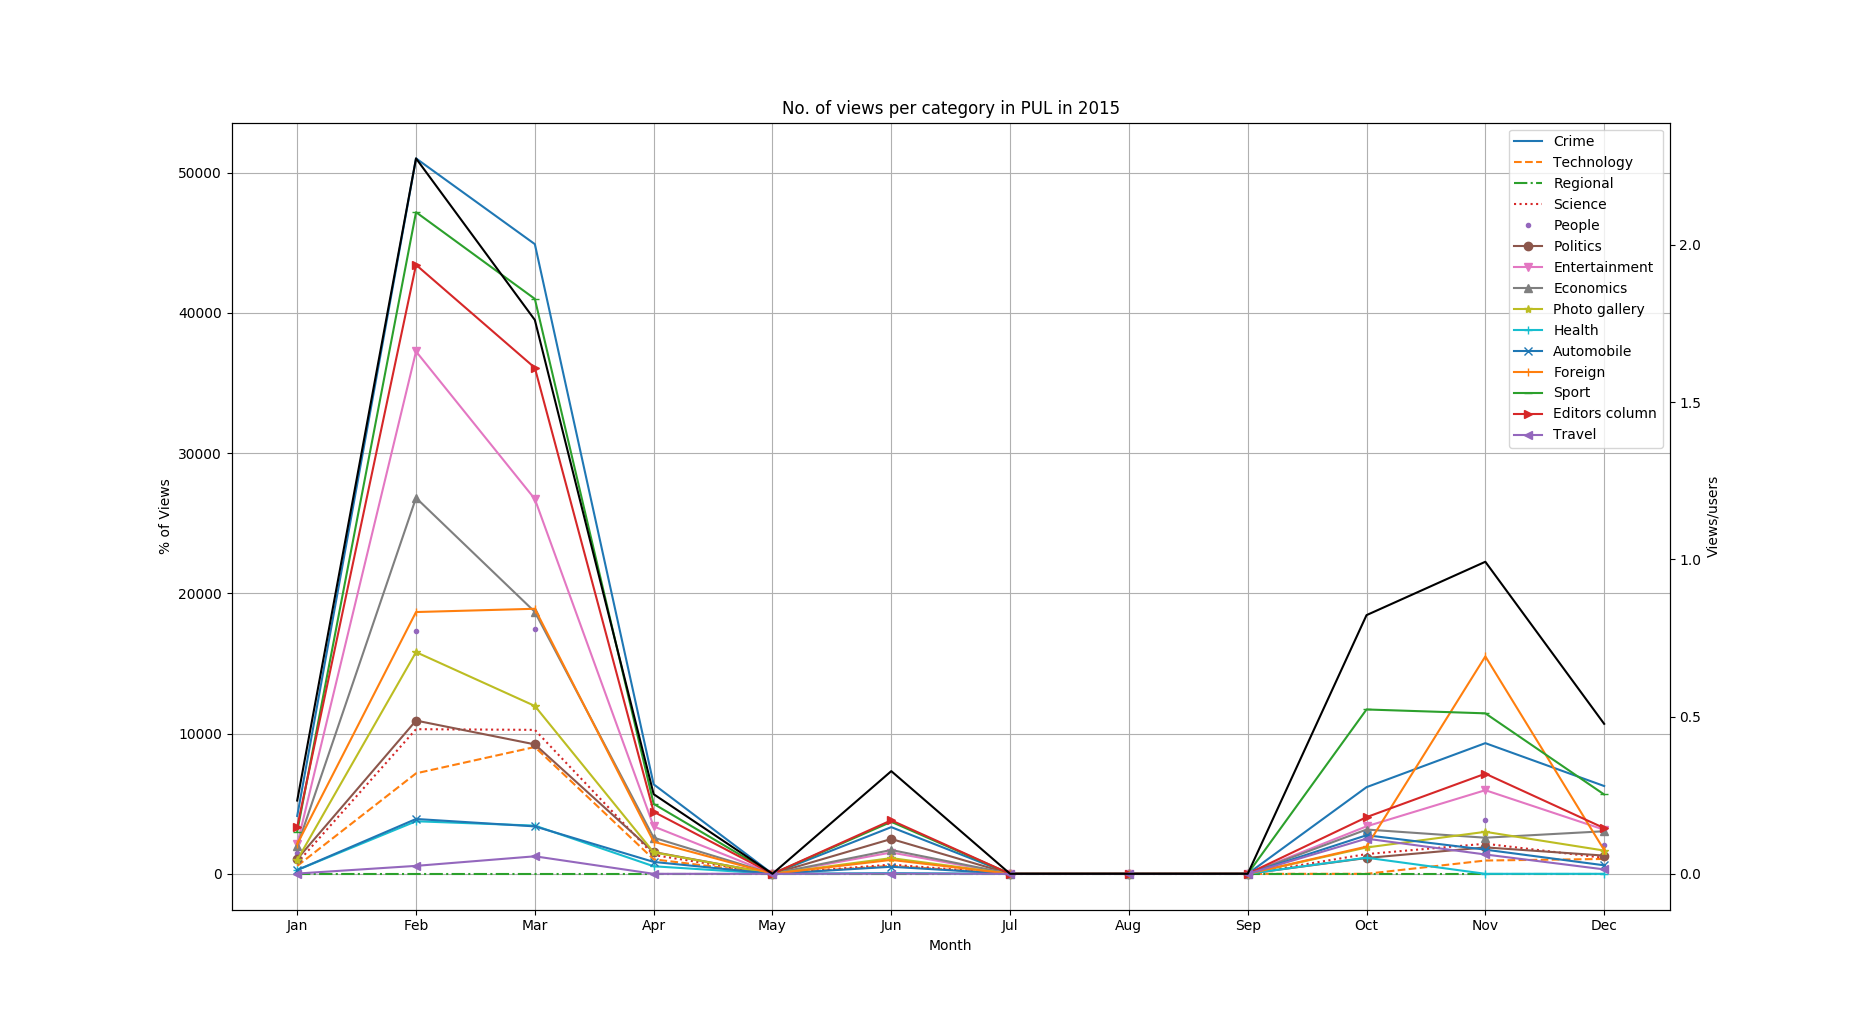 No. of views per category in PUL in 2015
50000
40000
30000
20000
10000
0
% of Views
2.0
1.5
1.0
0.5
0.0
Views/users
Crime
Technology
Regional
Science
People
Politics
Entertainment
Economics
Photo gallery
Health
Automobile
Foreign
Sport
Editors column
Travel
Jan Feb Mar Apr May Jun Jul Aug Sep Oct Nov Dec
Month